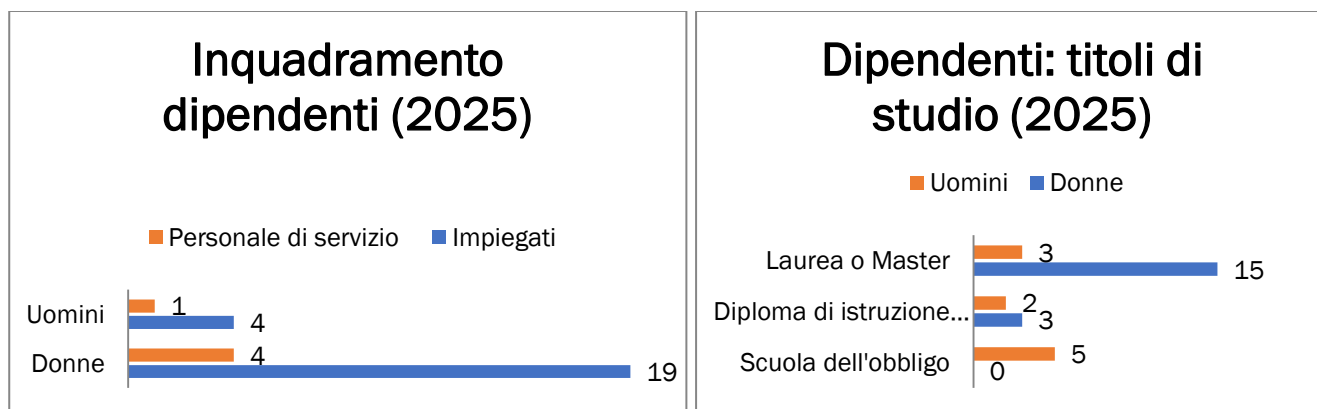 Inquadramento
dipendenti (2025)
Personale di servizio Impiegati
Uomini 1
4
Donne 4
19
Dipendenti: titoli di
studio (2025)
Uomini Donne
Laurea o Master 3
15
Diploma di istruzione... 2
3
Scuola dell'obbligo 5
0